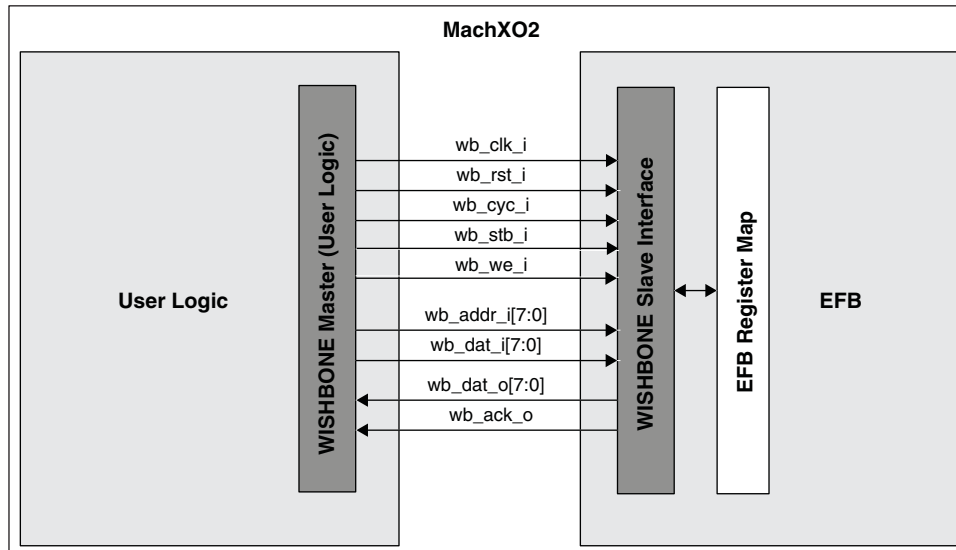 MachXO2
User Logic
WISHBONE Master (User Logic)
wb_clk_i
wb_rst_i
wb_cyc_i
wb_stb_i
wb_we_i
wb_addr_i[7:0]
wb_dat_i[7:0]
wb_dat_o[7:0]
wb_ack_o
WISHBONE Slave Interface
EFB Register Map
EFB